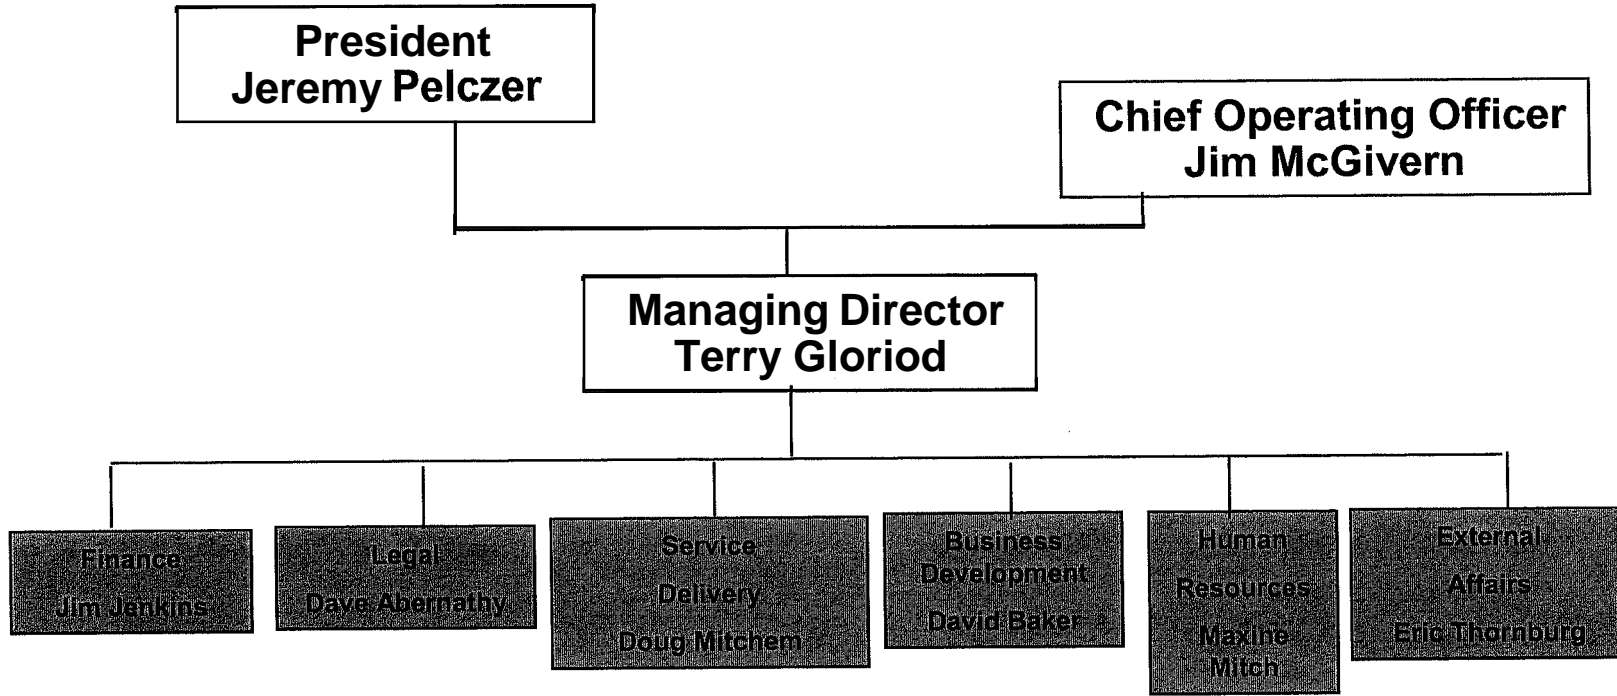 President
Jeremy Pelczer
Chief Operating Officer
Jim McGivern
Managing Director
Terry Gloriod
Finance
Jim Jenkins
Legal
Dave Abernathy
Service
Delivery
Doug Mitchem
Business
Development
David Baker
Human
Resources
Maxine
Mitch
External
Affairs
Eric Thornburg